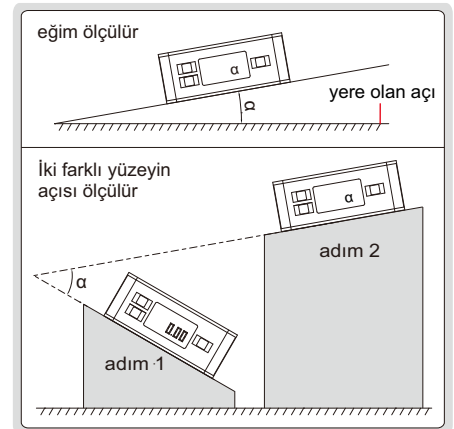 eğim ölçülür
α
α
yere olan açı
İki farklı yüzeyin
açısı ölçülür
α
adım 2
α
0.00
adım 1